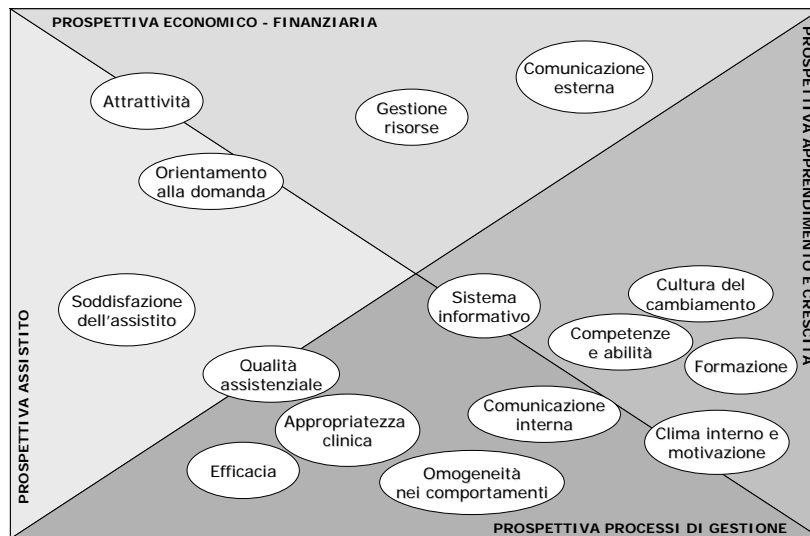 PROSPETTIVA ECONOMICO - FINANZIARIA
PROSPETTIVA APPRENDIMENTO E CRESCITA
Comunicazione
esterna
Attrattività
Gestione
risorse
Orientamento
alla domanda
Soddisfazione
dell'assistito
Sistema
informativo
Cultura del
cambiamento
Competenze
e abilità
Formazione
Qualità
assistenziale
Comunicazione
interna
Appropriatezza
clinica
Clima interno e
motivazione
Efficacia
Omogeneità
nei comportamenti
PROSPETTIVA ASSISTITO
PROSPETTIVA PROCESSI DI GESTIONE